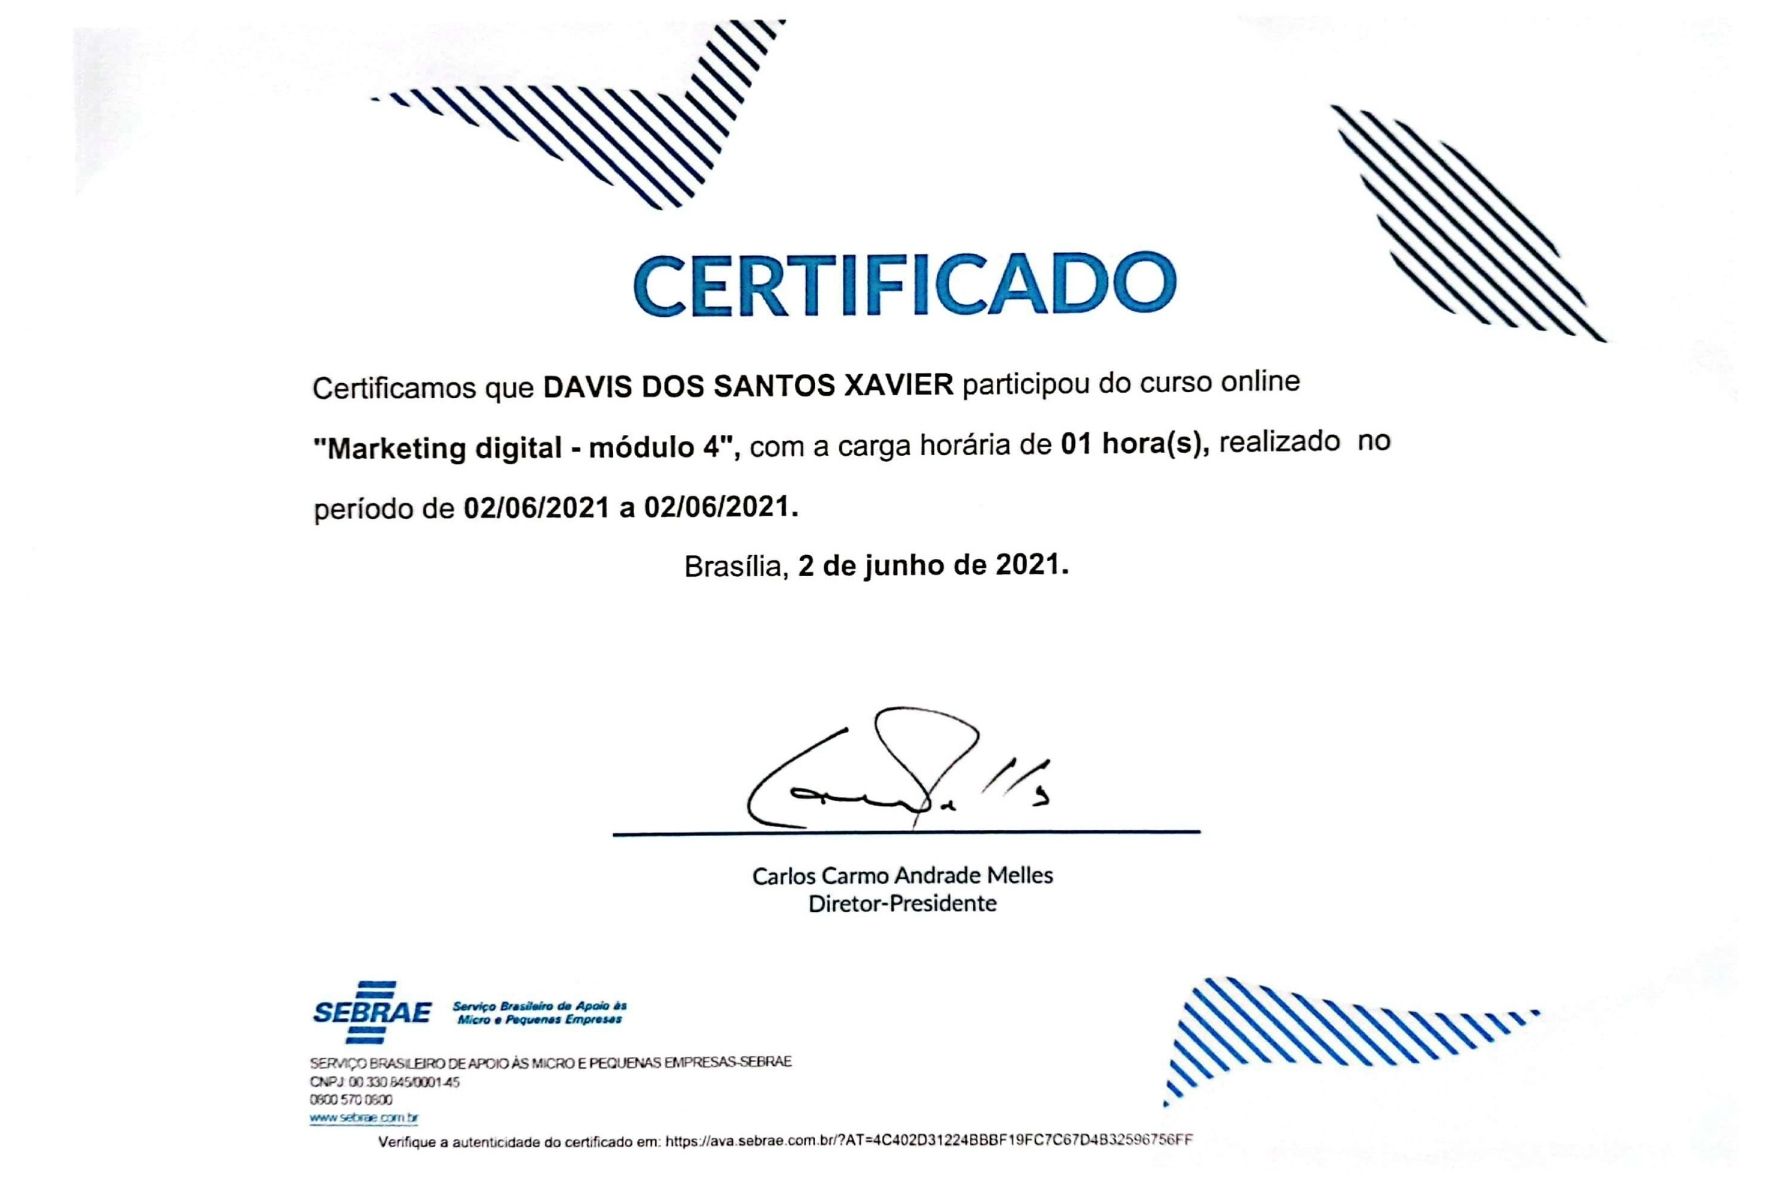 CERTIFICADO
Certificamos que DAVIS DOS SANTOS XAVIER participou do curso online
"Marketing digital - módulo 4", com a carga horária de 01 hora(s), realizado no
período de 02/06/2021 a 02/06/2021.
Brasília, 2 de junho de 2021.
Carlos Carmo Andrade Melles
Diretor-Presidente
SEBRAE
Serviço Brasileiro de Apoio às
Micro e Pequenas Empresas
SERVIÇO BRASILEIRO DE APOIO ÀS MICRO E PEQUENAS EMPRESAS-SEBRAE
CNPJ: 00.330.845/0001-45
0800 570 0800
www.sebrae.com.br
Verifique a autenticidade do certificado em: https://ava.sebrae.com.br/?AT=4C402D31224BBBF19FC7C67D4B32596756FF